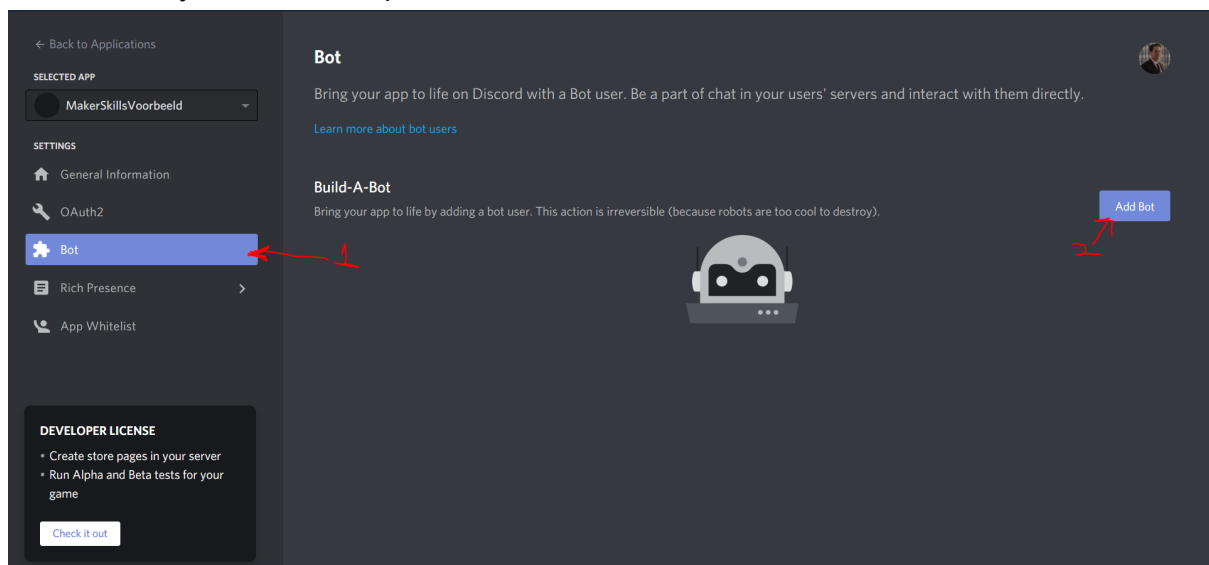 ← Back to Applications
SELECTED APP
MakerSkillsVoorbeeld
SETTINGS
General Information
OAuth2
Bot
Rich Presence
App Whitelist
DEVELOPER LICENSE
• Create store pages in your server
• Run Alpha and Beta tests for your
game
Check it out
Bot
Bring your app to life on Discord with a Bot user. Be a part of chat in your users' servers and interact with them directly.
Learn more about bot users
Build-A-Bot
Bring your app to life by adding a bot user. This action is irreversible (because robots are too cool to destroy).
Add Bot
1
2